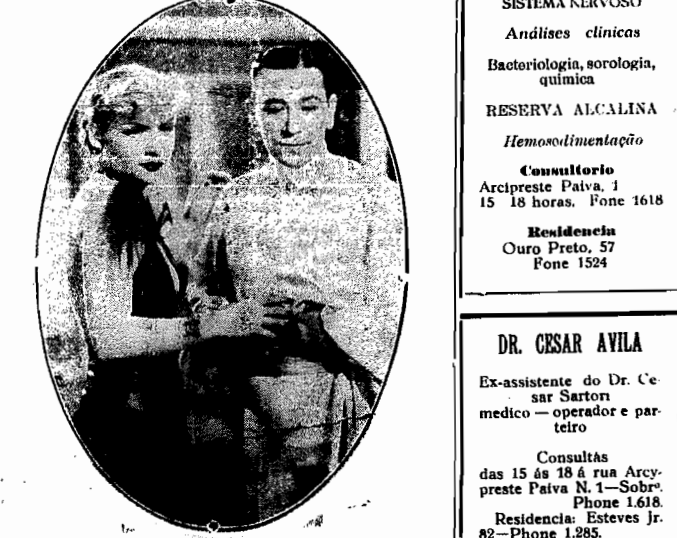 SISTEMA NERVOSO
Análises clinicas
Bacteriologia, sorologia,
quimica
RESERVA ALCALINA
Hemosedimentação
Consultorio
Arcipreste Paiva, 1
15 18 horas. Fone 1618
Residencia
Ouro Preto, 57
Fone 1524
DR. CESAR AVILA
Ex-assistente do Dr. Ce-
sar Sartori
medico — operador e par-
teiro
Consultás
das 15 ás 18 á rua Arcy-
preste Paiva N. 1—Sobrº.
Phone 1.618.
Residencia: Esteves Jr.
82—Phone 1.285.